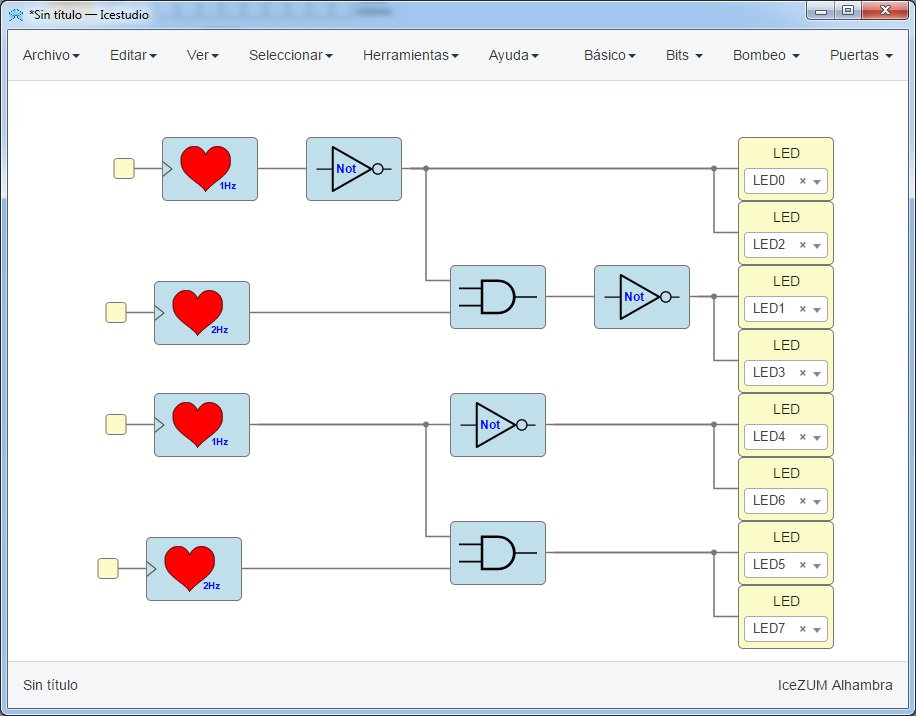 *Sin título — Icestudio
Archivo Editar Ver Seleccionar Herramientas Ayuda Básico Bits Bombeo Puertas
LED
1Hz Not LED0 ×
LED
LED2 ×
LED
2Hz Not LED1 ×
LED
LED3 ×
LED
1Hz Not LED4 ×
LED
LED6 ×
LED
2Hz LED5 ×
LED
LED7 ×
Sin título IceZUM Alhambra